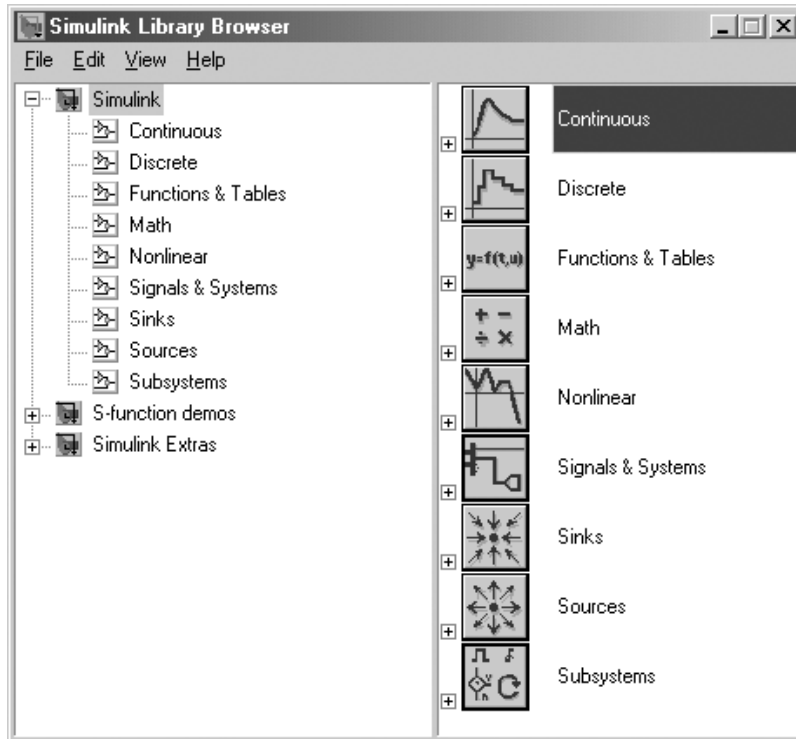 Simulink Library Browser
File Edit View Help
Simulink
Continuous
Discrete
Functions & Tables
Math
Nonlinear
Signals & Systems
Sinks
Sources
Subsystems
S-function demos
Simulink Extras
Continuous
Discrete
y=f(t,u)
Functions & Tables
+ −
÷ ×
Math
Nonlinear
Signals & Systems
Sinks
Sources
Subsystems